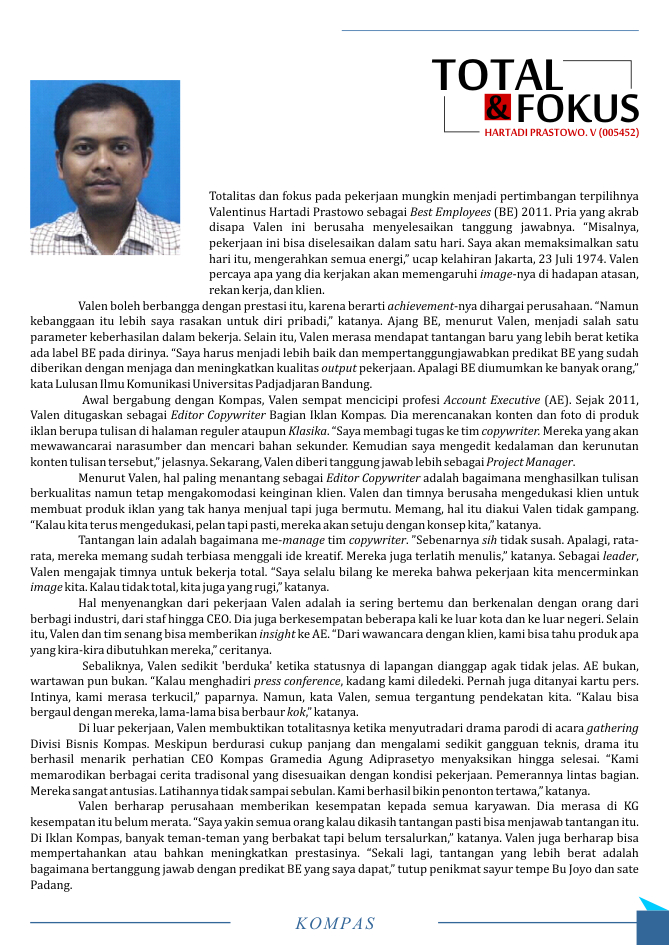 TOTAL
& FOKUS
HARTADI PRASTOWO. V (005452)
Totalitas dan fokus pada pekerjaan mungkin menjadi pertimbangan terpilihnya
Valentinus Hartadi Prastowo sebagai Best Employees (BE) 2011. Pria yang akrab
disapa Valen ini berusaha menyelesaikan tanggung jawabnya. “Misalnya,
pekerjaan ini bisa diselesaikan dalam satu hari. Saya akan memaksimalkan satu
hari itu, mengerahkan semua energi,” ucap kelahiran Jakarta, 23 Juli 1974. Valen
percaya apa yang dia kerjakan akan memengaruhi image-nya di hadapan atasan,
rekan kerja, dan klien.
Valen boleh berbangga dengan prestasi itu, karena berarti achievement-nya dihargai perusahaan. “Namun
kebanggaan itu lebih saya rasakan untuk diri pribadi,” katanya. Ajang BE, menurut Valen, menjadi salah satu
parameter keberhasilan dalam bekerja. Selain itu, Valen merasa mendapat tantangan baru yang lebih berat ketika
ada label BE pada dirinya. “Saya harus menjadi lebih baik dan mempertanggungjawabkan predikat BE yang sudah
diberikan dengan menjaga dan meningkatkan kualitas output pekerjaan. Apalagi BE diumumkan ke banyak orang,”
kata Lulusan Ilmu Komunikasi Universitas Padjadjaran Bandung.
Awal bergabung dengan Kompas, Valen sempat mencicipi profesi Account Executive (AE). Sejak 2011,
Valen ditugaskan sebagai Editor Copywriter Bagian Iklan Kompas. Dia merencanakan konten dan foto di produk
iklan berupa tulisan di halaman reguler ataupun Klasika. “Saya membagi tugas ke tim copywriter. Mereka yang akan
mewawancarai narasumber dan mencari bahan sekunder. Kemudian saya mengedit kedalaman dan kerunutan
konten tulisan tersebut,” jelasnya. Sekarang, Valen diberi tanggung jawab lebih sebagai Project Manager.
Menurut Valen, hal paling menantang sebagai Editor Copywriter adalah bagaimana menghasilkan tulisan
berkualitas namun tetap mengakomodasi keinginan klien. Valen dan timnya berusaha mengedukasi klien untuk
membuat produk iklan yang tak hanya menjual tapi juga bermutu. Memang, hal itu diakui Valen tidak gampang.
“Kalau kita terus mengedukasi, pelan tapi pasti, mereka akan setuju dengan konsep kita,” katanya.
Tantangan lain adalah bagaimana me-manage tim copywriter. ”Sebenarnya sih tidak susah. Apalagi, rata-
rata, mereka memang sudah terbiasa menggali ide kreatif. Mereka juga terlatih menulis,” katanya. Sebagai leader,
Valen mengajak timnya untuk bekerja total. “Saya selalu bilang ke mereka bahwa pekerjaan kita mencerminkan
image kita. Kalau tidak total, kita juga yang rugi,” katanya.
Hal menyenangkan dari pekerjaan Valen adalah ia sering bertemu dan berkenalan dengan orang dari
berbagi industri, dari staf hingga CEO. Dia juga berkesempatan beberapa kali ke luar kota dan ke luar negeri. Selain
itu, Valen dan tim senang bisa memberikan insight ke AE. “Dari wawancara dengan klien, kami bisa tahu produk apa
yang kira-kira dibutuhkan mereka,” ceritanya.
Sebaliknya, Valen sedikit 'berduka' ketika statusnya di lapangan dianggap agak tidak jelas. AE bukan,
wartawan pun bukan. “Kalau menghadiri press conference, kadang kami diledeki. Pernah juga ditanyai kartu pers.
Intinya, kami merasa terkucil,” paparnya. Namun, kata Valen, semua tergantung pendekatan kita. “Kalau bisa
bergaul dengan mereka, lama-lama bisa berbaur kok,” katanya.
Di luar pekerjaan, Valen membuktikan totalitasnya ketika menyutradari drama parodi di acara gathering
Divisi Bisnis Kompas. Meskipun berdurasi cukup panjang dan mengalami sedikit gangguan teknis, drama itu
berhasil menarik perhatian CEO Kompas Gramedia Agung Adiprasetyo menyaksikan hingga selesai. “Kami
memarodikan berbagai cerita tradisonal yang disesuaikan dengan kondisi pekerjaan. Pemerannya lintas bagian.
Mereka sangat antusias. Latihannya tidak sampai sebulan. Kami berhasil bikin penonton tertawa,” katanya.
Valen berharap perusahaan memberikan kesempatan kepada semua karyawan. Dia merasa di KG
kesempatan itu belum merata. “Saya yakin semua orang kalau dikasih tantangan pasti bisa menjawab tantangan itu.
Di Iklan Kompas, banyak teman-teman yang berbakat tapi belum tersalurkan,” katanya. Valen juga berharap bisa
mempertahankan atau bahkan meningkatkan prestasinya. “Sekali lagi, tantangan yang lebih berat adalah
bagaimana bertanggung jawab dengan predikat BE yang saya dapat,” tutup penikmat sayur tempe Bu Joyo dan sate
Padang.
KOMPAS